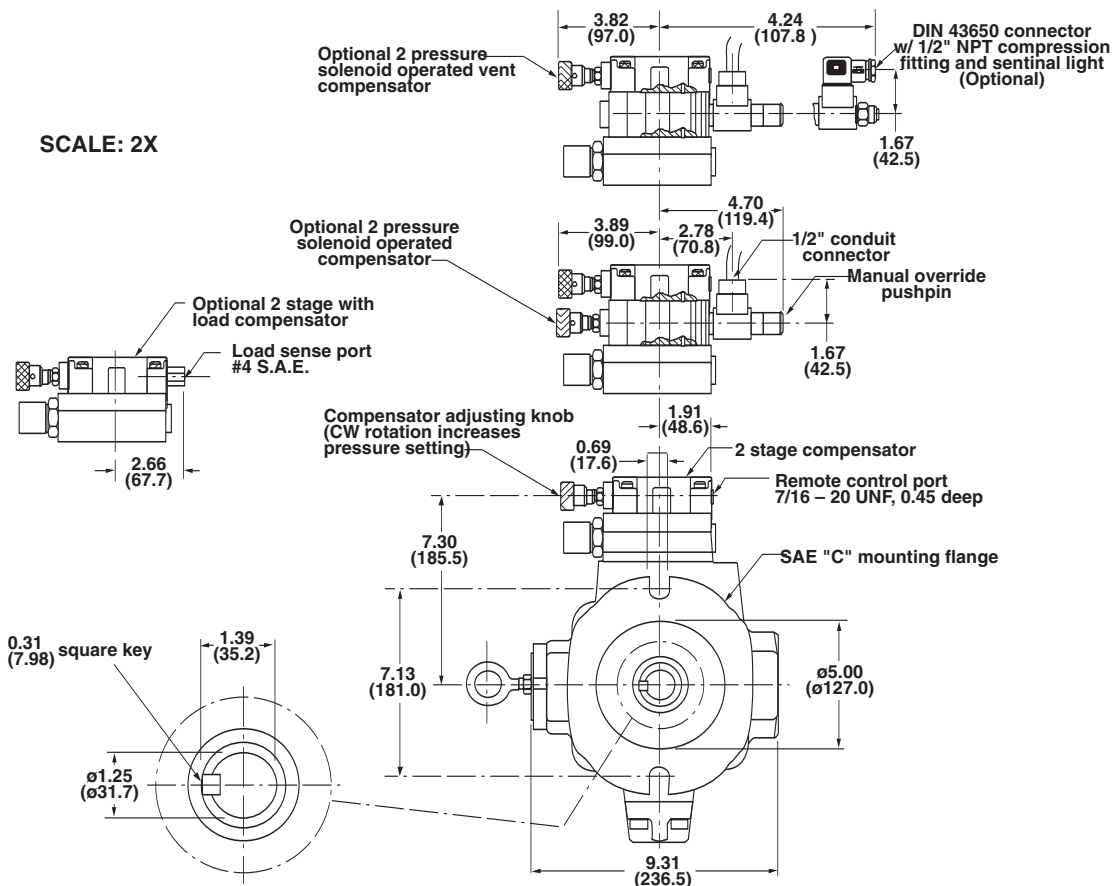 3.82
(97.0)
4.24
(107.8 )
DIN 43650 connector
w/ 1/2" NPT compression
fitting and sentinal light
(Optional)
Optional 2 pressure
solenoid operated vent
compensator
SCALE: 2X
1.67
(42.5)
4.70
(119.4)
3.89
(99.0)
2.78
(70.8)
Optional 2 pressure
solenoid operated
compensator
1/2" conduit
connector
Manual override
pushpin
1.67
(42.5)
Optional 2 stage with
load compensator
Load sense port
#4 S.A.E.
2.66
(67.7)
Compensator adjusting knob
(CW rotation increases
pressure setting)
1.91
(48.6)
0.69
(17.6)
2 stage compensator
Remote control port
7/16 – 20 UNF, 0.45 deep
7.30
(185.5)
SAE "C" mounting flange
0.31
(7.98)
square key
1.39
(35.2)
7.13
(181.0)
ø5.00
(ø127.0)
ø1.25
(ø31.7)
9.31
(236.5)